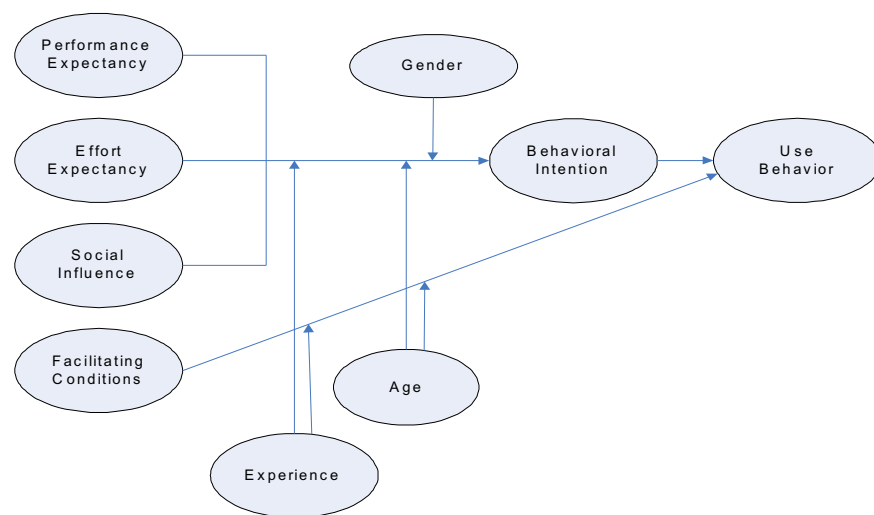 Performance
Expectancy
Gender
Effort
Expectancy
Behavioral
Intention
Use
Behavior
Social
Influence
Facilitating
Conditions
Age
Experience